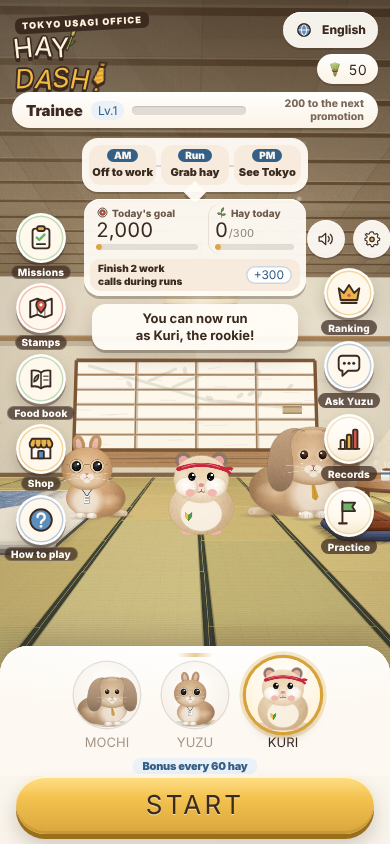 TOKYO USAGI OFFICE
HAY
DASH!
English
50
Trainee
Lv.1
200 to the next
promotion
AM
Off to work
Run
Grab hay
PM
See Tokyo
Today's goal
2,000
Hay today
0/300
Finish 2 work
calls during runs
+300
You can now run
as Kuri, the rookie!
Missions
Stamps
Food book
Shop
How to play
Ranking
Ask Yuzu
Records
Practice
MOCHI
YUZU
KURI
Bonus every 60 hay
START